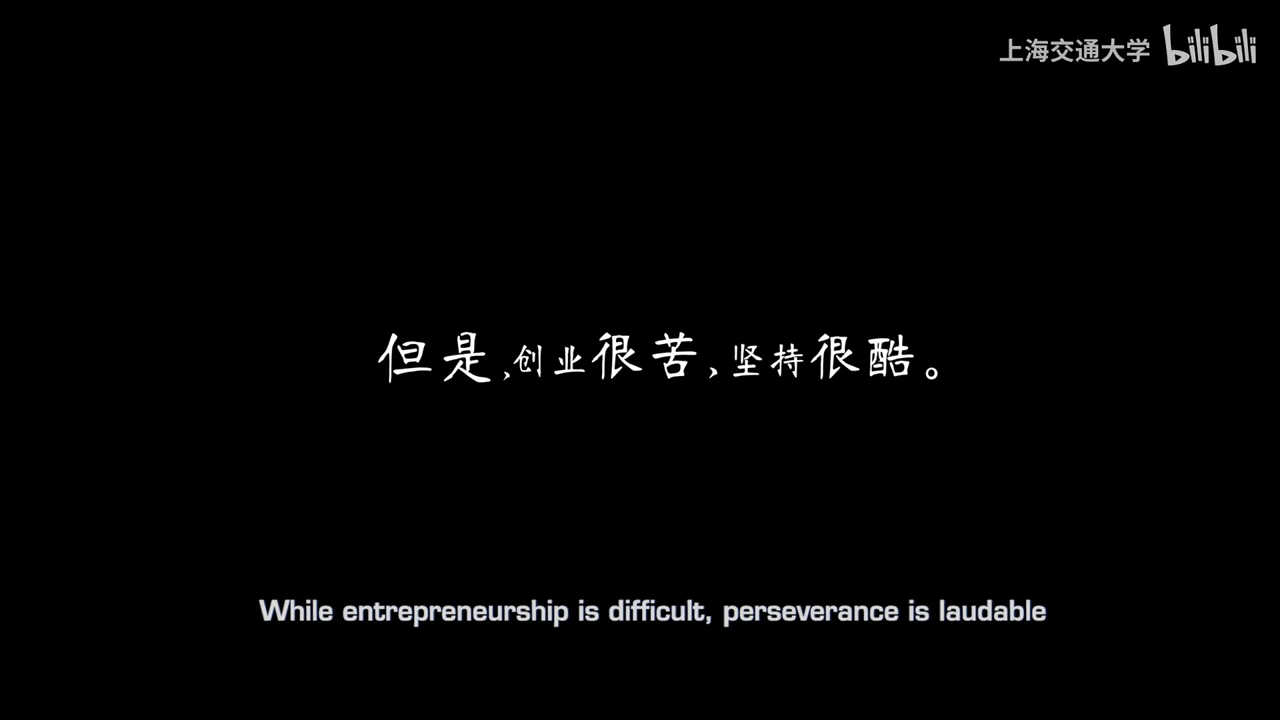 上海交通大学 bilibili
但是,创业很苦,坚持很酷。
While entrepreneurship is difficult, perseverance is laudable